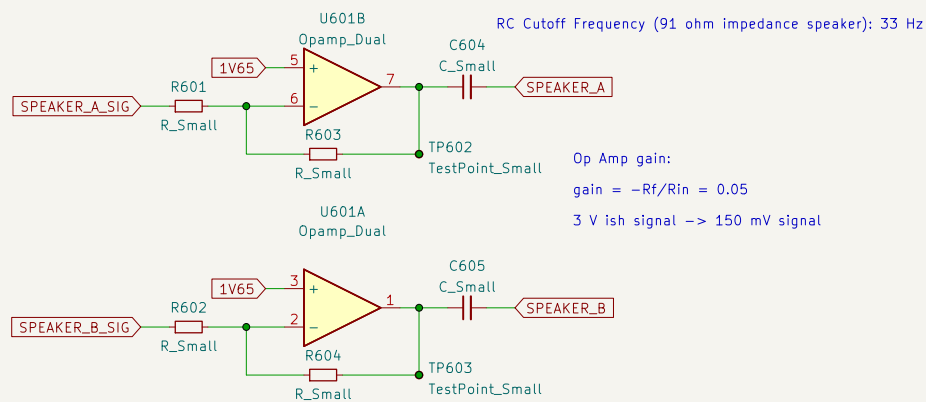 U601B
Opamp_Dual
RC Cutoff Frequency (91 ohm impedance speaker): 33 Hz
C604
C_Small
1V65
5
+
7
SPEAKER_A
R601
SPEAKER_A_SIG
6
−
R_Small
R603
R_Small
TP602
TestPoint_Small
Op Amp gain:
gain = -Rf/Rin = 0.05
3 V ish signal -> 150 mV signal
U601A
Opamp_Dual
C605
C_Small
1V65
3
+
1
SPEAKER_B
R602
SPEAKER_B_SIG
2
−
R_Small
R604
R_Small
TP603
TestPoint_Small